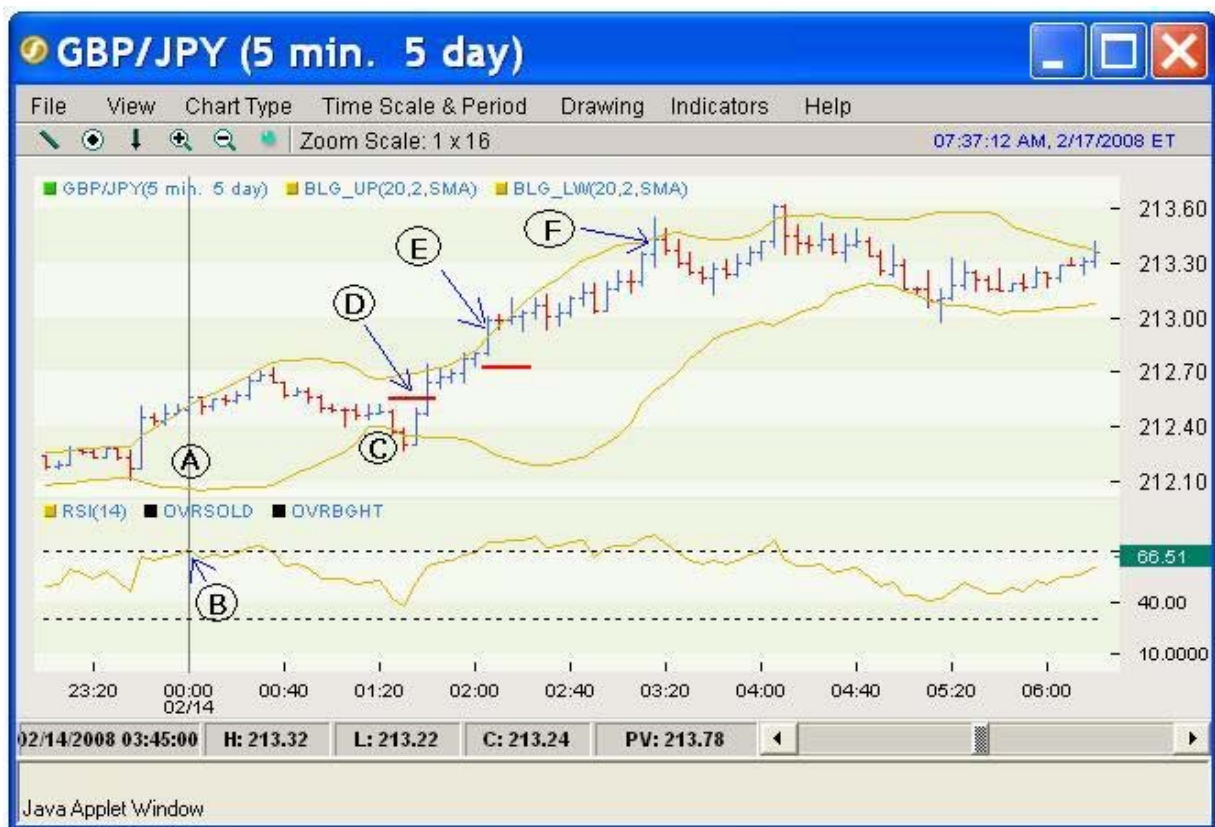 GBP/JPY (5 min. 5 day)
File View Chart Type Time Scale & Period Drawing Indicators Help
Zoom Scale: 1 x 16 07:37:12 AM, 2/17/2008 ET
GBP/JPY(5 min. 5 day) BLG_UP(20,2,SMA) BLG_LW(20,2,SMA)
213.60
F
E
213.30
D
213.00
212.70
212.40
C
A
212.10
RSI(14) OVRSOLD OVRBGHT
66.51
B
40.00
10.0000
23:20 00:00 00:40 01:20 02:00 02:40 03:20 04:00 04:40 05:20 06:00
02/14
02/14/2008 03:45:00 H: 213.32 L: 213.22 C: 213.24 PV: 213.78
Java Applet Window